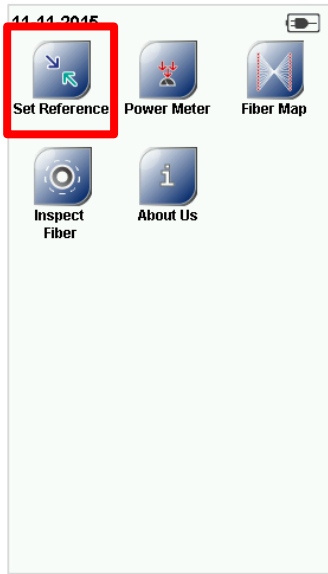 11-11-2015
Set Reference Power Meter Fiber Map
i
Inspect About Us
Fiber